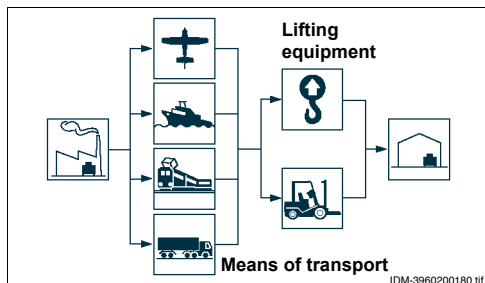 Lifting
equipment
Means of transport
IDM-3960200180.tif